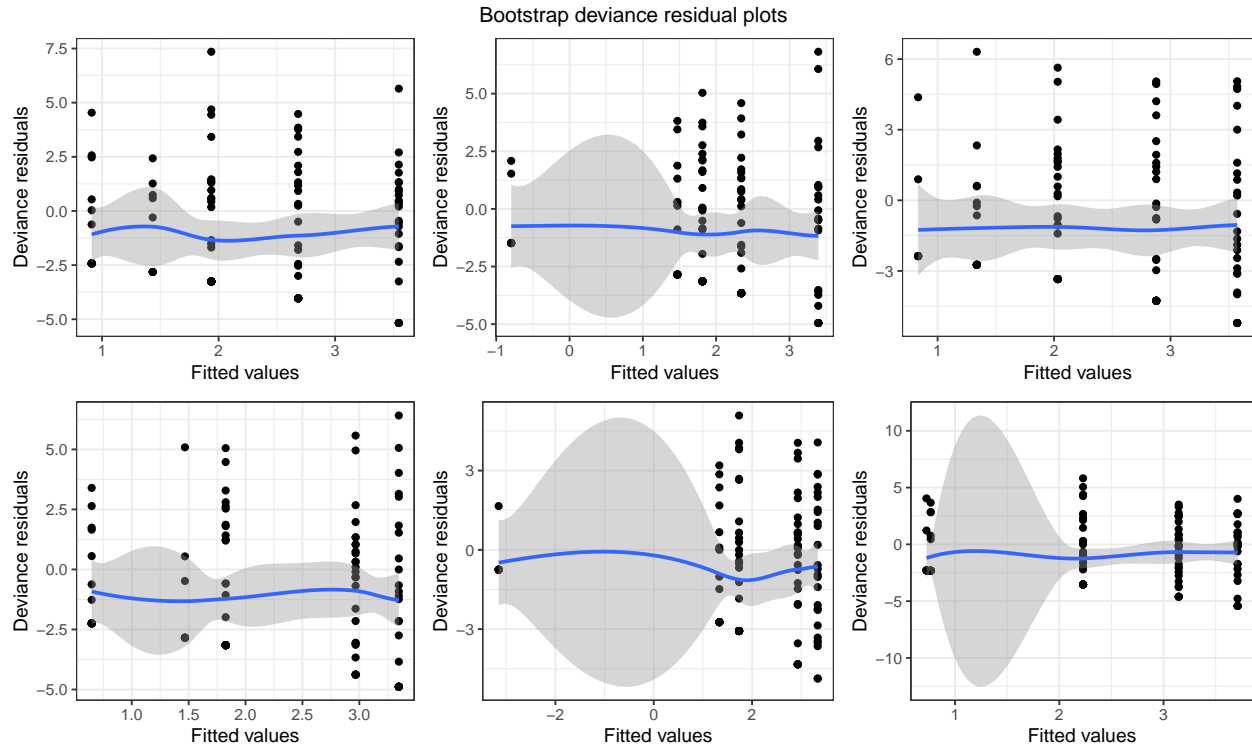 Bootstrap deviance residual plots
7.5
5.0
2.5
0.0
−2.5
−5.0
Deviance residuals
1 2 3
Fitted values
5.0
2.5
0.0
−2.5
−5.0
Deviance residuals
−1 0 1 2 3
Fitted values
6
3
0
−3
Deviance residuals
1 2 3
Fitted values
5.0
2.5
0.0
−2.5
−5.0
Deviance residuals
1.0 1.5 2.0 2.5 3.0
Fitted values
3
0
−3
Deviance residuals
−2 0 2
Fitted values
10
5
0
−5
−10
Deviance residuals
1 2 3
Fitted values